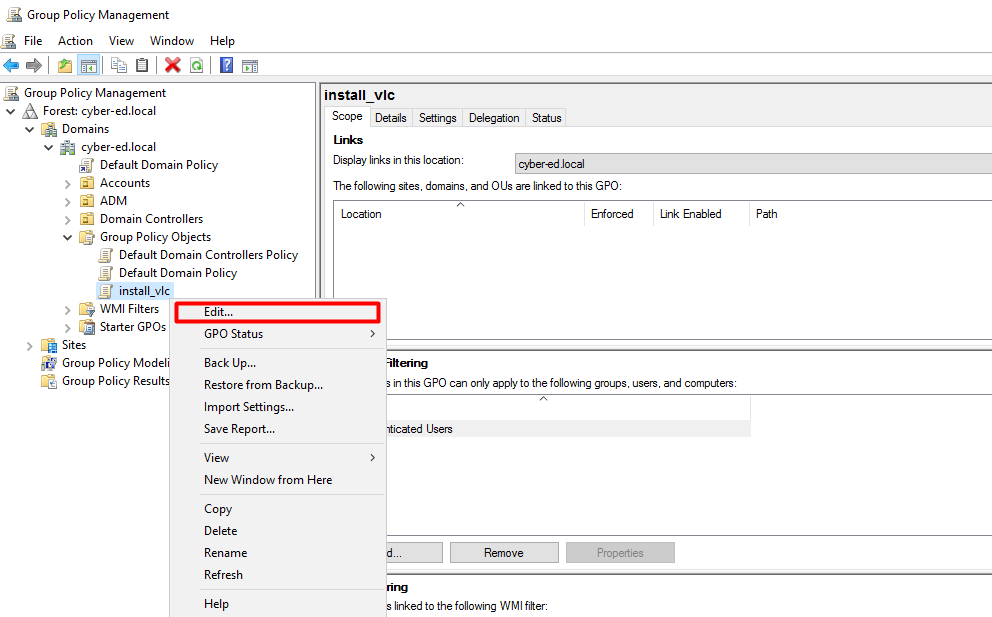 Group Policy Management
File Action View Window Help
Group Policy Management
Forest: cyber-ed.local
Domains
cyber-ed.local
Default Domain Policy
Accounts
ADM
Domain Controllers
Group Policy Objects
Default Domain Controllers Policy
Default Domain Policy
install_vlc
WMI Filters
Starter GPOs
Sites
Group Policy Modeli
Group Policy Results
Edit...
GPO Status
Back Up...
Restore from Backup...
Import Settings...
Save Report...
View
New Window from Here
Copy
Delete
Rename
Refresh
Help
install_vlc
Scope Details Settings Delegation Status
Links
Display links in this location: cyber-ed.local
The following sites, domains, and OUs are linked to this GPO:
Location Enforced Link Enabled Path
Filtering
s in this GPO can only apply to the following groups, users, and computers:
nticated Users
d... Remove Properties
ring
s linked to the following WMI filter: